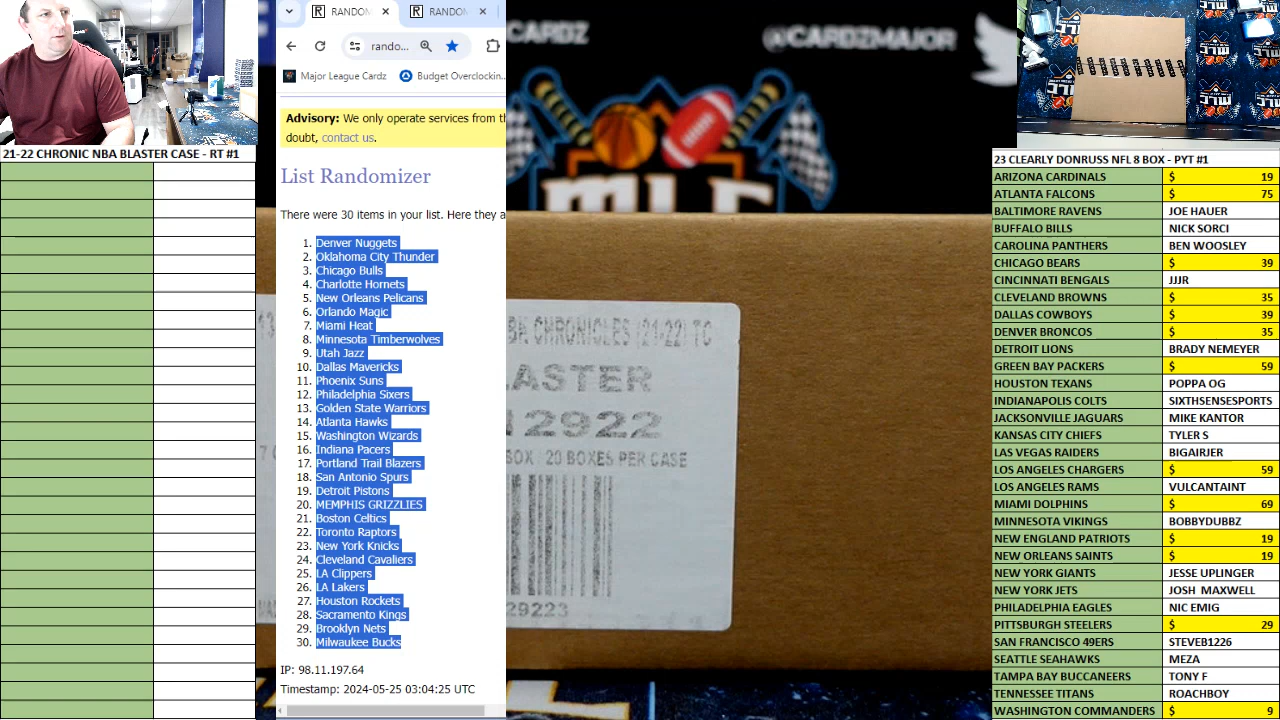 21-22 CHRONIC NBA BLASTER CASE - RT #1
RANDOM
RANDOM
rando...
Major League Cardz
Budget Overclockin...
Advisory: We only operate services from th
doubt, contact us.
List Randomizer
There were 30 items in your list. Here they a
1. Denver Nuggets
2. Oklahoma City Thunder
3. Chicago Bulls
4. Charlotte Hornets
5. New Orleans Pelicans
6. Orlando Magic
7. Miami Heat
8. Minnesota Timberwolves
9. Utah Jazz
10. Dallas Mavericks
11. Phoenix Suns
12. Philadelphia Sixers
13. Golden State Warriors
14. Atlanta Hawks
15. Washington Wizards
16. Indiana Pacers
17. Portland Trail Blazers
18. San Antonio Spurs
19. Detroit Pistons
20. MEMPHIS GRIZZLIES
21. Boston Celtics
22. Toronto Raptors
23. New York Knicks
24. Cleveland Cavaliers
25. LA Clippers
26. LA Lakers
27. Houston Rockets
28. Sacramento Kings
29. Brooklyn Nets
30. Milwaukee Bucks
IP: 98.11.197.64
Timestamp: 2024-05-25 03:04:25 UTC
CARDZ
@CARDZMAJOR
MLC
CHRONICLES (21-22) TC
LASTER
12922
BOX / 20 BOXES PER CASE
29223
MLC
23 CLEARLY DONRUSS NFL 8 BOX - PYT #1
ARIZONA CARDINALS $ 19
ATLANTA FALCONS $ 75
BALTIMORE RAVENS JOE HAUER
BUFFALO BILLS NICK SORCI
CAROLINA PANTHERS BEN WOOSLEY
CHICAGO BEARS $ 39
CINCINNATI BENGALS JJJR
CLEVELAND BROWNS $ 35
DALLAS COWBOYS $ 39
DENVER BRONCOS $ 35
DETROIT LIONS BRADY NEMEYER
GREEN BAY PACKERS $ 59
HOUSTON TEXANS POPPA OG
INDIANAPOLIS COLTS SIXTHSENSESPORTS
JACKSONVILLE JAGUARS MIKE KANTOR
KANSAS CITY CHIEFS TYLER S
LAS VEGAS RAIDERS BIGAIRJER
LOS ANGELES CHARGERS $ 59
LOS ANGELES RAMS VULCANTAINT
MIAMI DOLPHINS $ 69
MINNESOTA VIKINGS BOBBYDUBBZ
NEW ENGLAND PATRIOTS $ 19
NEW ORLEANS SAINTS $ 19
NEW YORK GIANTS JESSE UPLINGER
NEW YORK JETS JOSH MAXWELL
PHILADELPHIA EAGLES NIC EMIG
PITTSBURGH STEELERS $ 29
SAN FRANCISCO 49ERS STEVEB1226
SEATTLE SEAHAWKS MEZA
TAMPA BAY BUCCANEERS TONY F
TENNESSEE TITANS ROACHBOY
WASHINGTON COMMANDERS $ 9